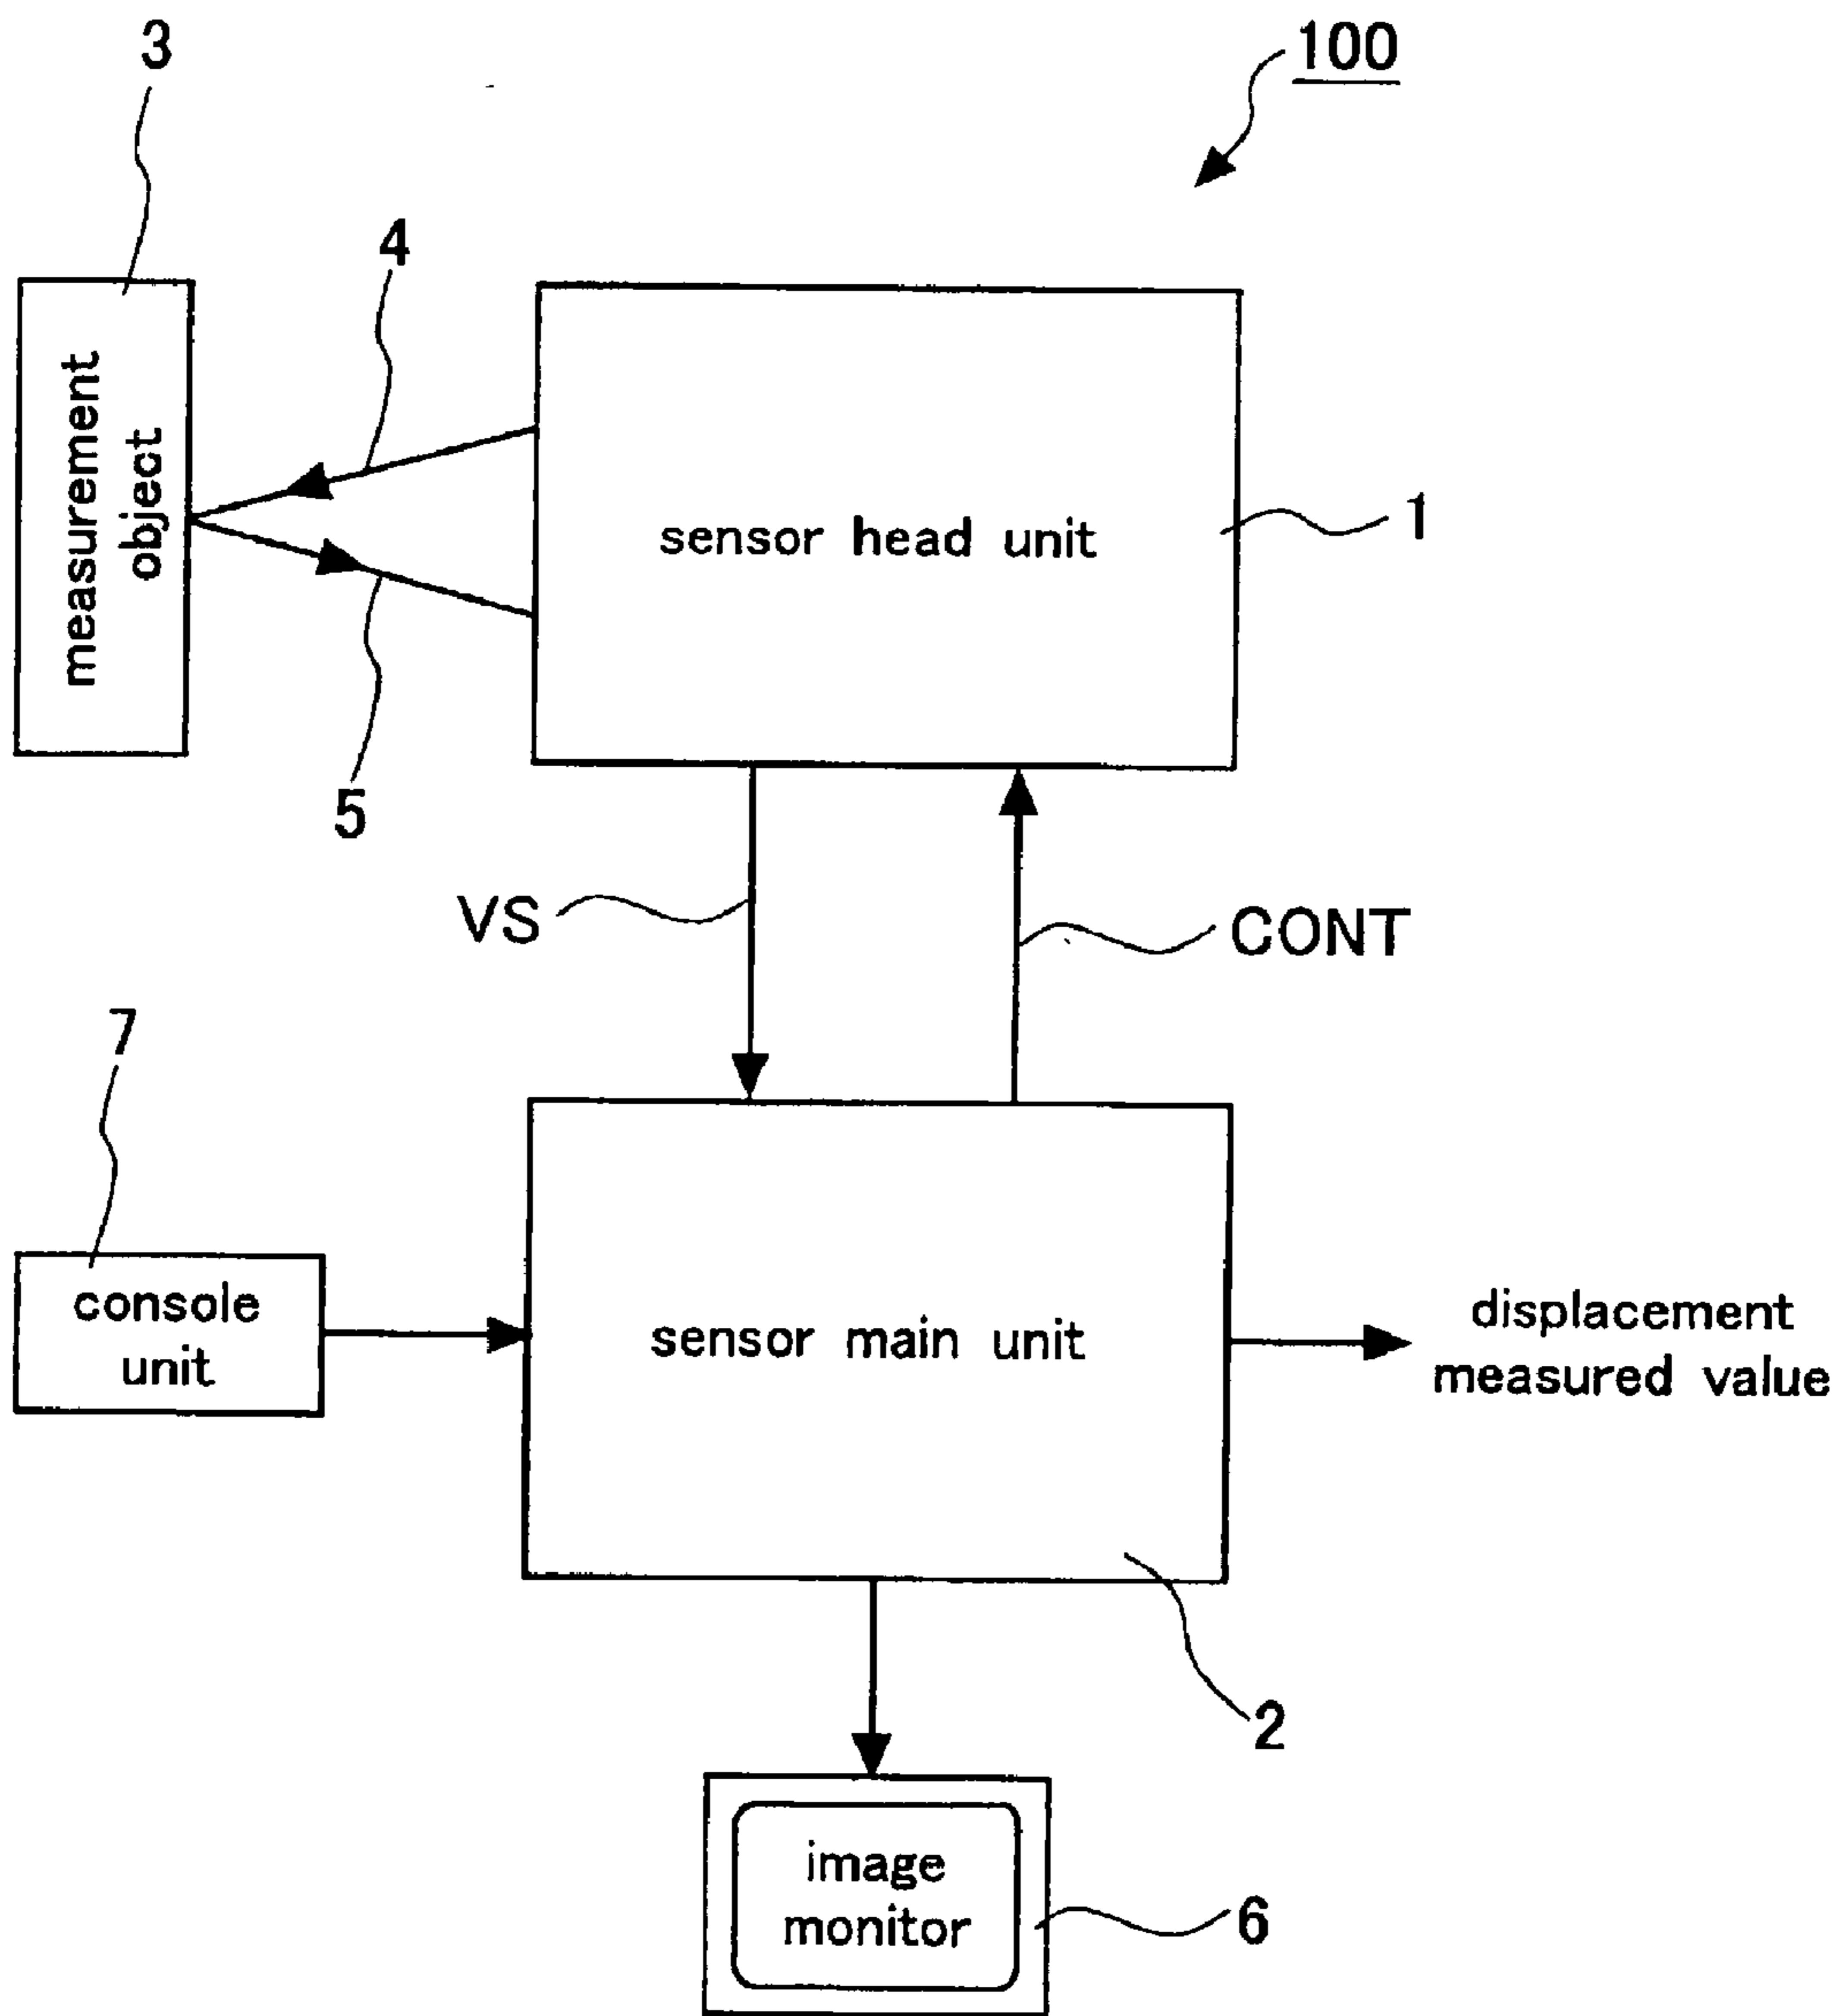 3
100
4
measurement
object
sensor head unit
1
5
VS
CONT
7
console
unit
sensor main unit
displacement
measured value
2
image
monitor
6